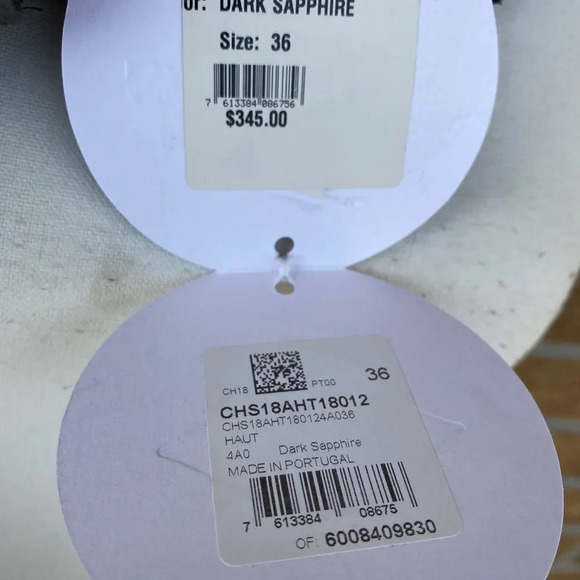 or: DARK SAPPHIRE
Size: 36
7 613384 086756
$345.00
CH18 PT00 36
CHS18AHT18012
CHS18AHT180124A036
HAUT
4A0 Dark Sapphire
MADE IN PORTUGAL
7 613384 08675
OF: 6008409830